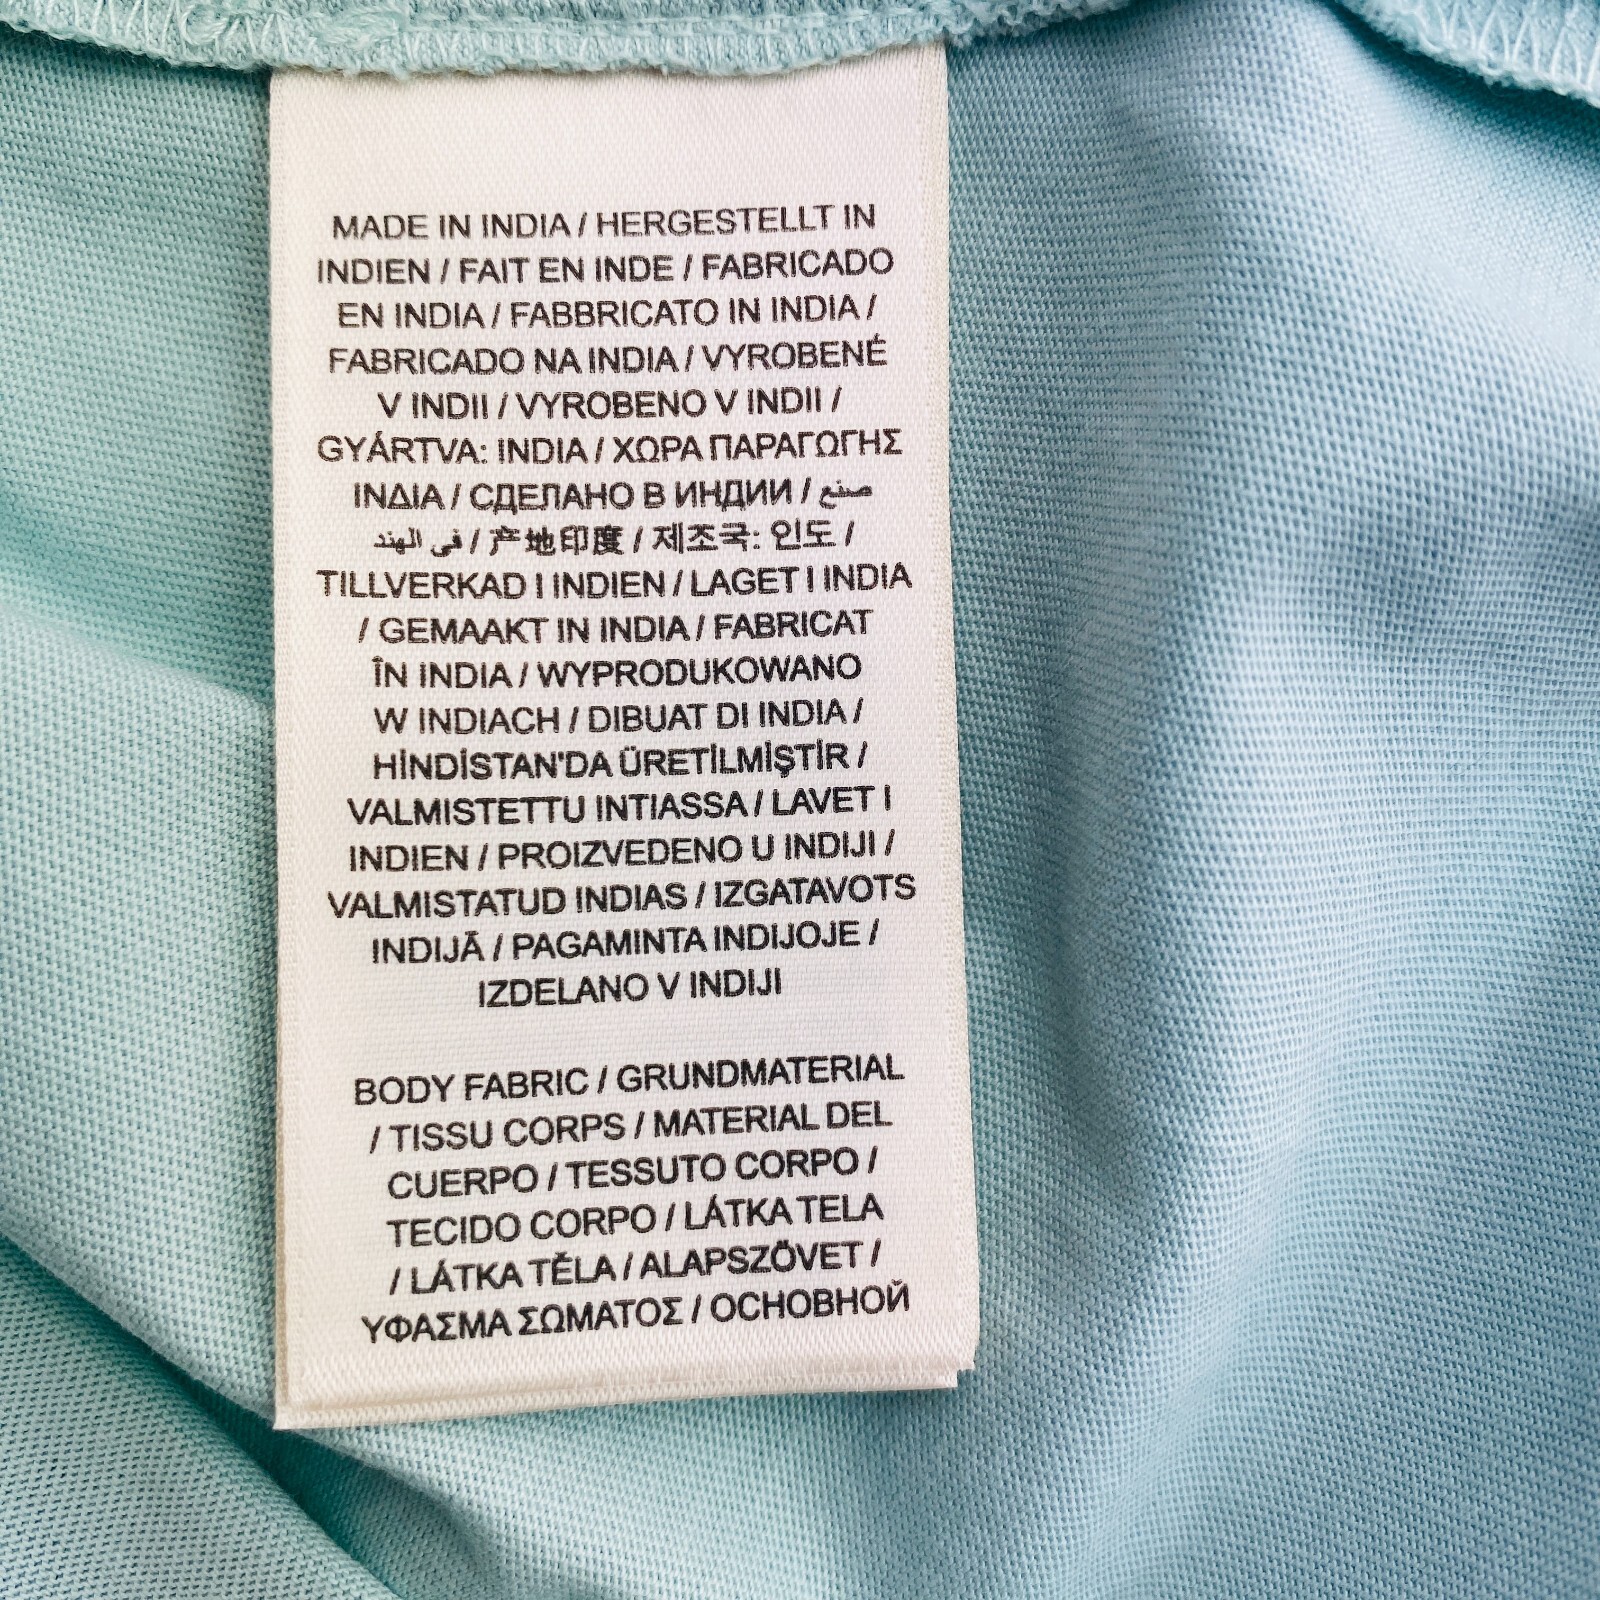 MADE IN INDIA / HERGESTELLT IN
INDIEN / FAIT EN INDE / FABRICADO
EN INDIA / FABBRICATO IN INDIA /
FABRICADO NA INDIA / VYROBENÉ
V INDII / VYROBENO V INDII /
GYÁRTVA: INDIA / ΧΩΡΑ ΠΑΡΑΓΩΓΗΣ
ΙΝΔΙΑ / СДЕЛАНО В ИНДИИ / صنع
في الهند / 产地印度 / 제조국: 인도 /
TILLVERKAD I INDIEN / LAGET I INDIA
/ GEMAAKT IN INDIA / FABRICAT
ÎN INDIA / WYPRODUKOWANO
W INDIACH / DIBUAT DI INDIA /
HİNDİSTAN'DA ÜRETİLMİŞTİR /
VALMISTETTU INTIASSA / LAVET I
INDIEN / PROIZVEDENO U INDIJI /
VALMISTATUD INDIAS / IZGATAVOTS
INDIJĀ / PAGAMINTA INDIJOJE /
IZDELANO V INDIJI
BODY FABRIC / GRUNDMATERIAL
/ TISSU CORPS / MATERIAL DEL
CUERPO / TESSUTO CORPO /
TECIDO CORPO / LÁTKA TELA
/ LÁTKA TĚLA / ALAPSZÖVET /
ΥΦΑΣΜΑ ΣΩΜΑΤΟΣ / ОСНОВНОЙ